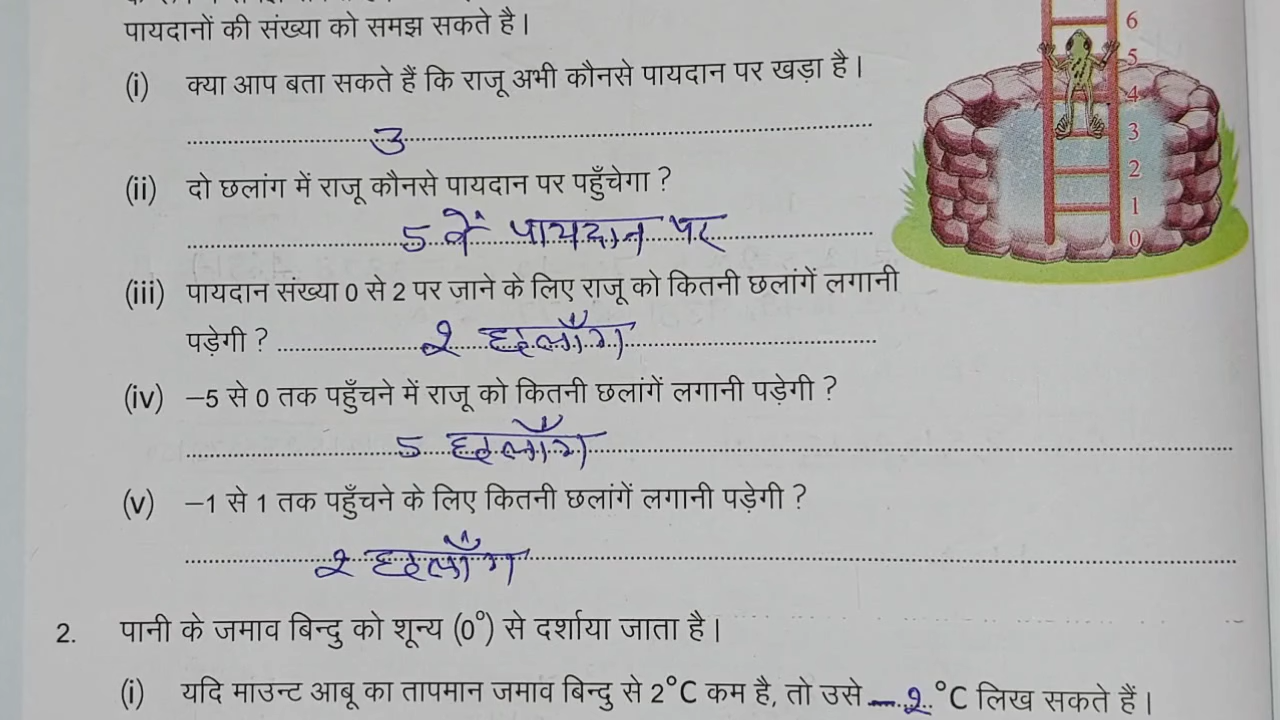 पायदानों की संख्या को समझ सकते है।
(i) क्या आप बता सकते हैं कि राजू अभी कौनसे पायदान पर खड़ा है।
3
(ii) दो छलांग में राजू कौनसे पायदान पर पहुँचेगा ?
5 वें पायदान पर
(iii) पायदान संख्या 0 से 2 पर जाने के लिए राजू को कितनी छलांगें लगानी
पड़ेगी ? २ छलाँग
(iv) –5 से 0 तक पहुँचने में राजू को कितनी छलांगें लगानी पड़ेगी ?
5 छलाँग
(v) –1 से 1 तक पहुँचने के लिए कितनी छलांगें लगानी पड़ेगी ?
२ छलाँग
2. पानी के जमाव बिन्दु को शून्य (0°) से दर्शाया जाता है।
(i) यदि माउन्ट आबू का तापमान जमाव बिन्दु से 2°C कम है, तो उसे –२ °C लिख सकते हैं।
6
5
4
3
2
1
0